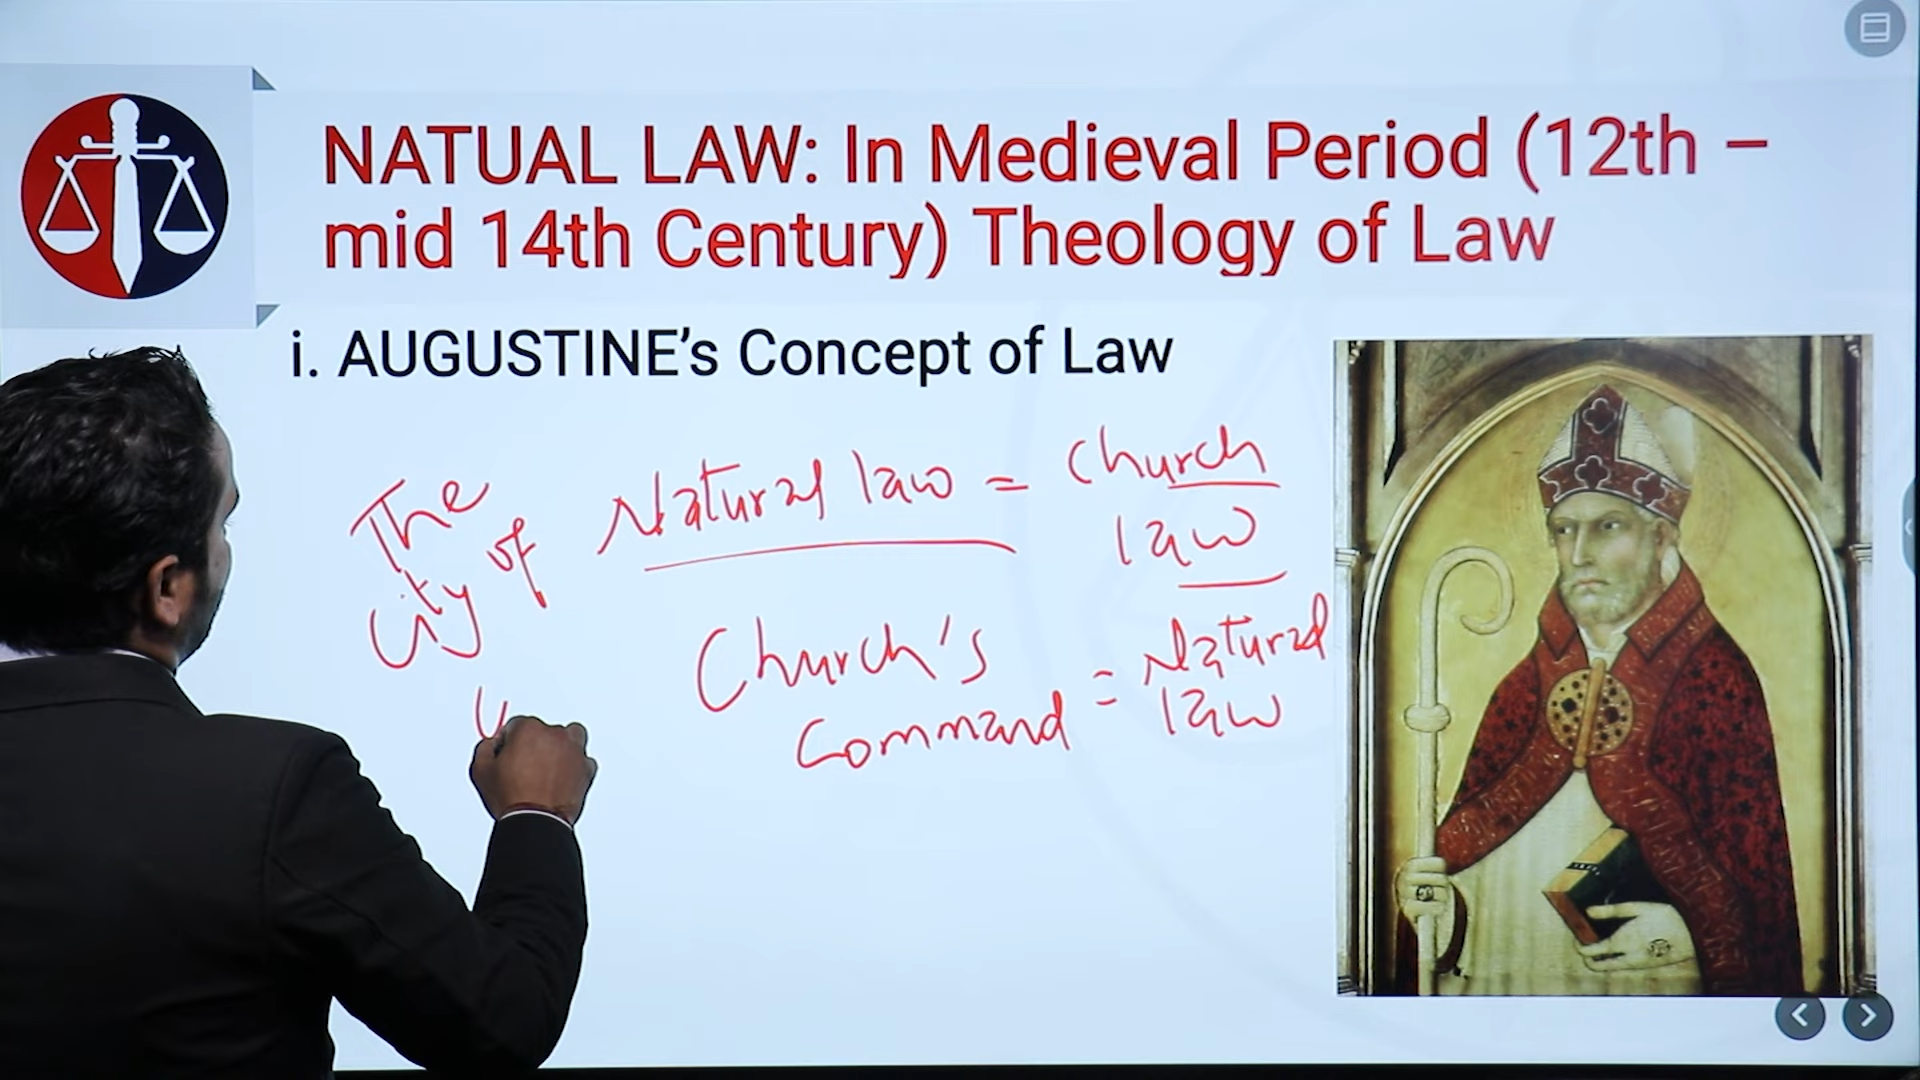 NATUAL LAW: In Medieval Period (12th –
mid 14th Century) Theology of Law
i. AUGUSTINE’s Concept of Law
The
City of
Natural law = Church
law
Church's
Command = Natural
law